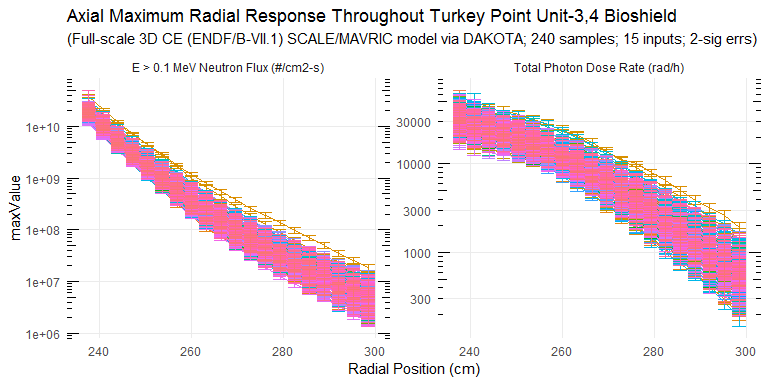 Axial Maximum Radial Response Throughout Turkey Point Unit-3,4 Bioshield
(Full-scale 3D CE (ENDF/B-VII.1) SCALE/MAVRIC model via DAKOTA; 240 samples; 15 inputs; 2-sig errs)
E > 0.1 MeV Neutron Flux (#/cm2-s)
Total Photon Dose Rate (rad/h)
maxValue
1e+10
1e+09
1e+08
1e+07
1e+06
30000
10000
3000
1000
300
240
260
280
300
240
260
280
300
Radial Position (cm)